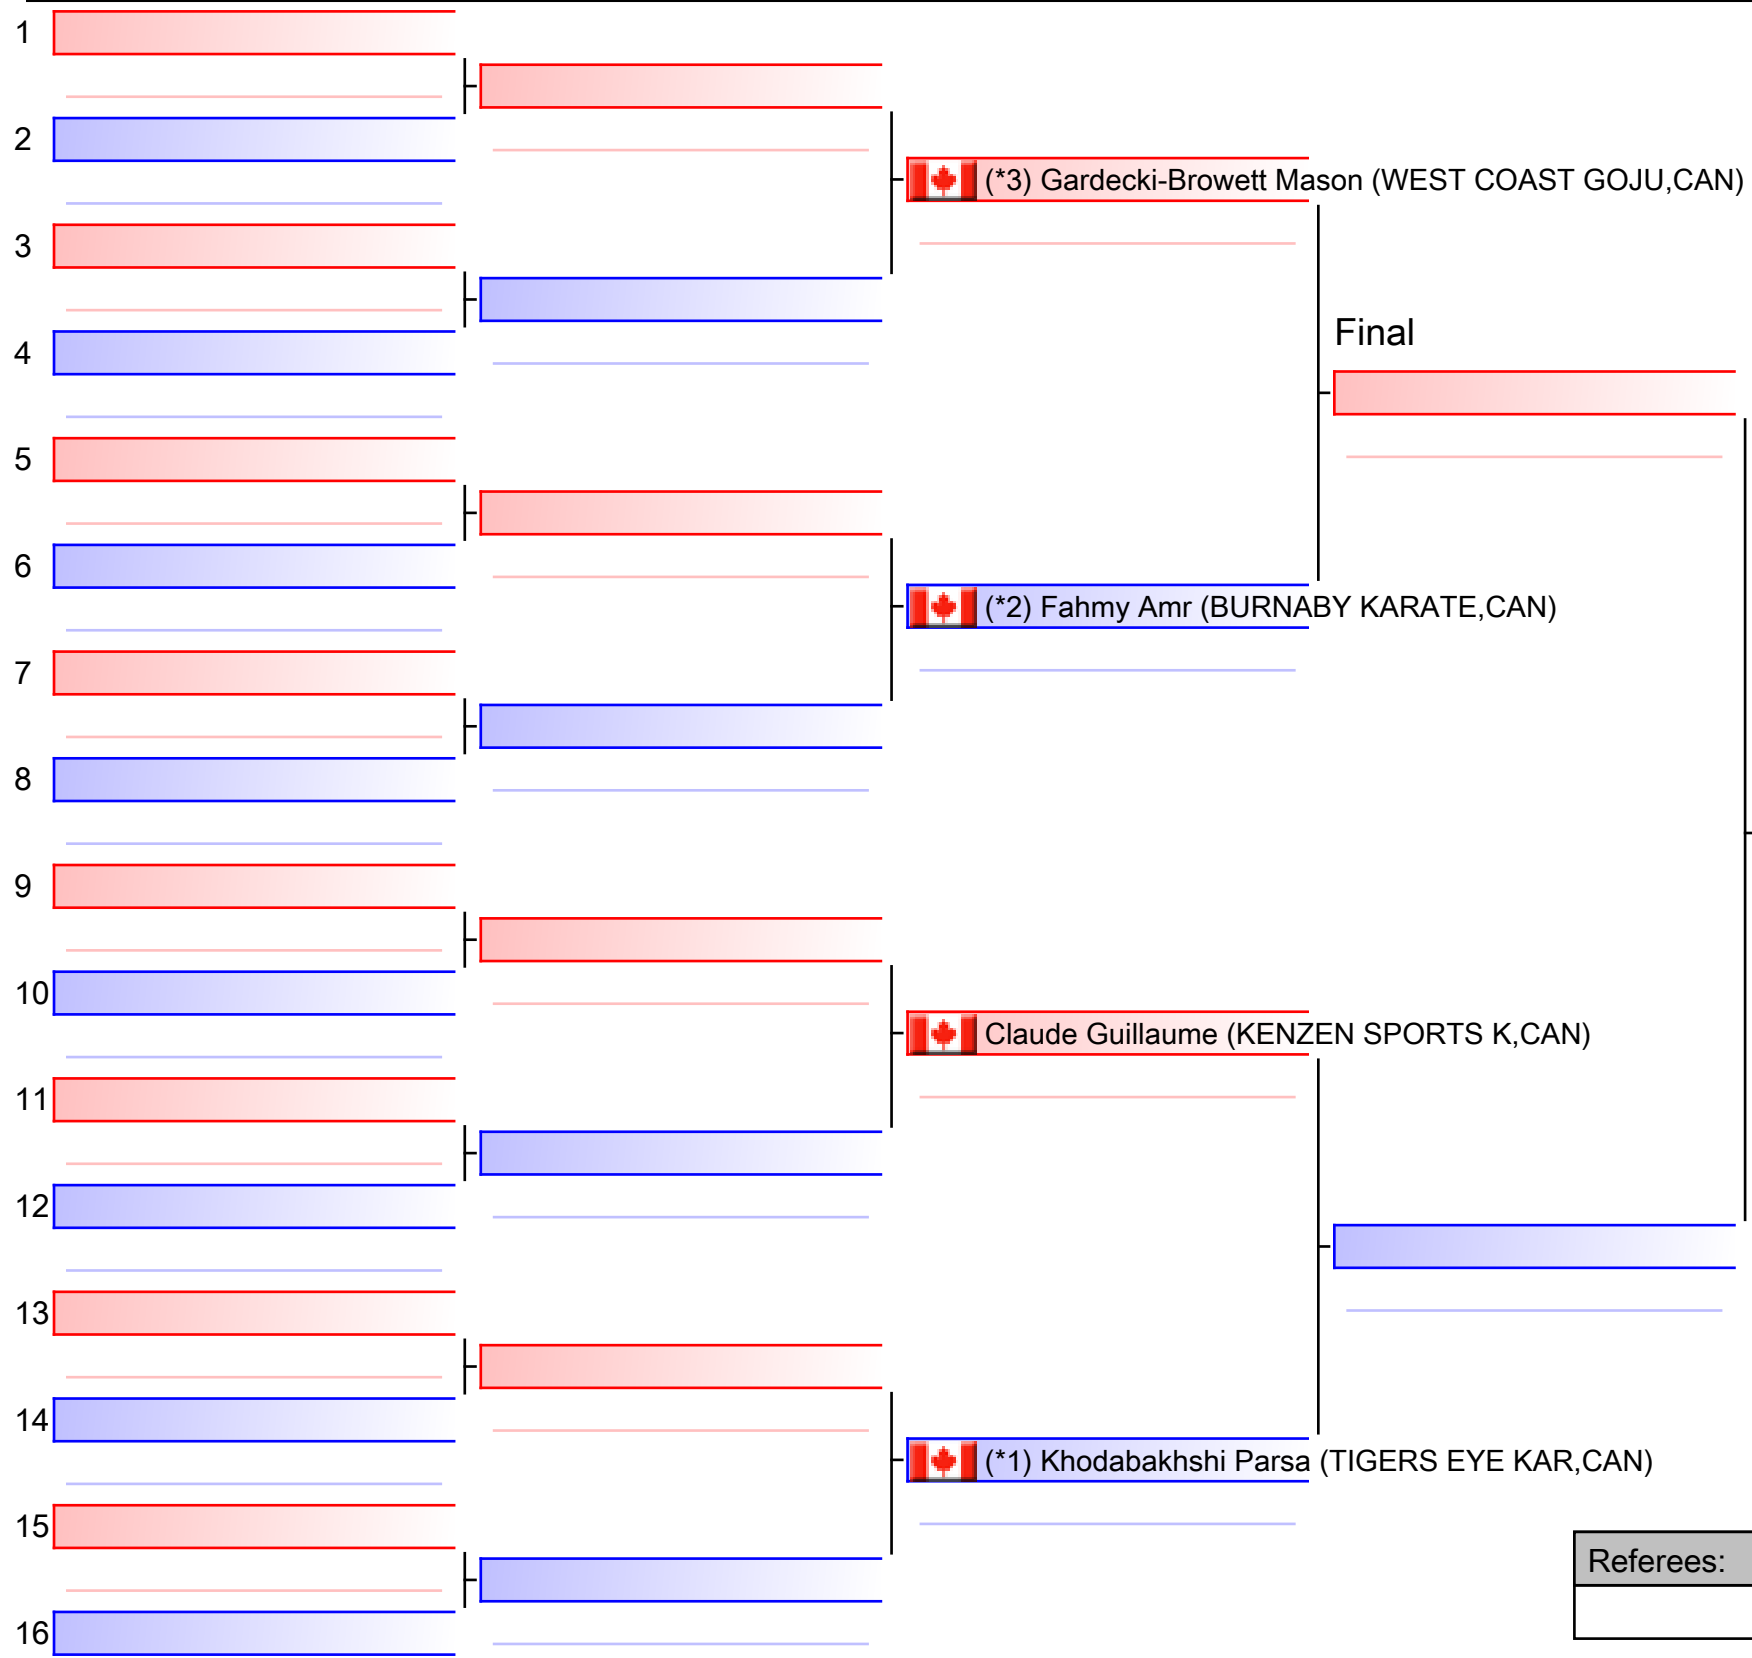 1
2
(*3) Gardecki-Browett Mason (WEST COAST GOJU,CAN)
3
Final
4
5
6
(*2) Fahmy Amr (BURNABY KARATE,CAN)
7
8
9
10
Claude Guillaume (KENZEN SPORTS K,CAN)
11
12
13
14
(*1) Khodabakhshi Parsa (TIGERS EYE KAR,CAN)
15
Referees:
16